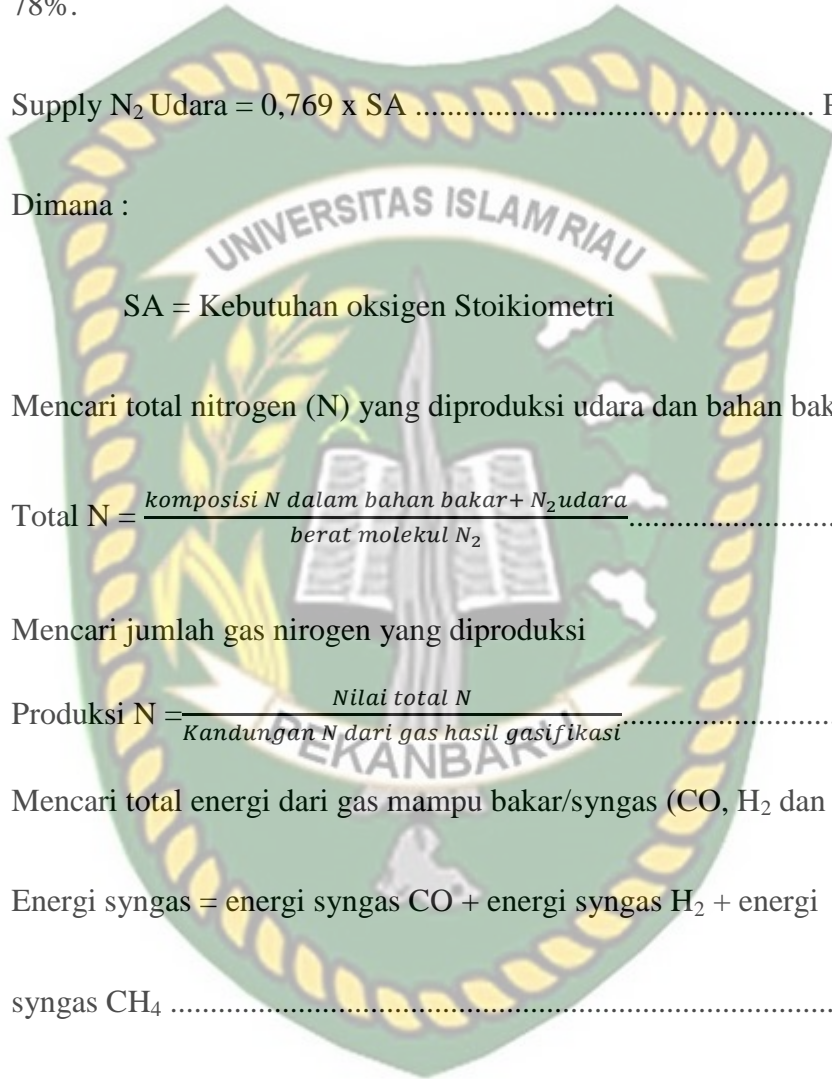 78%.
Supply N₂ Udara = 0,769 x SA ..............................................
Dimana :
UNIVERSITAS ISLAM RIAU
SA = Kebutuhan oksigen Stoikiometri
Mencari total nitrogen (N) yang diproduksi udara dan bahan
Total N = komposisi N dalam bahan bakar+ N₂udara / berat molekul N₂..........................
Mencari jumlah gas nirogen yang diproduksi
Produksi N = Nilai total N / Kandungan N dari gas hasil gasifikasi..........................
PEKANBARU
Mencari total energi dari gas mampu bakar/syngas (CO, H₂ dan
Energi syngas = energi syngas CO + energi syngas H₂ + energi
syngas CH₄ ..........................................................................